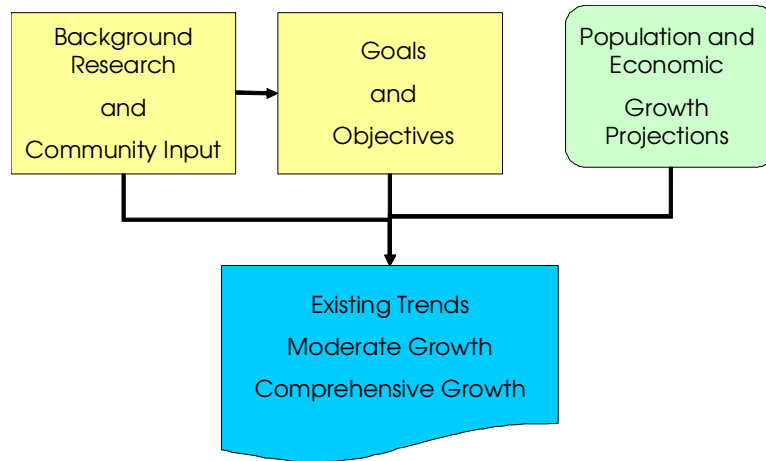 Background
Research
and
Community Input
Goals
and
Objectives
Population and
Economic
Growth
Projections
Existing Trends
Moderate Growth
Comprehensive Growth